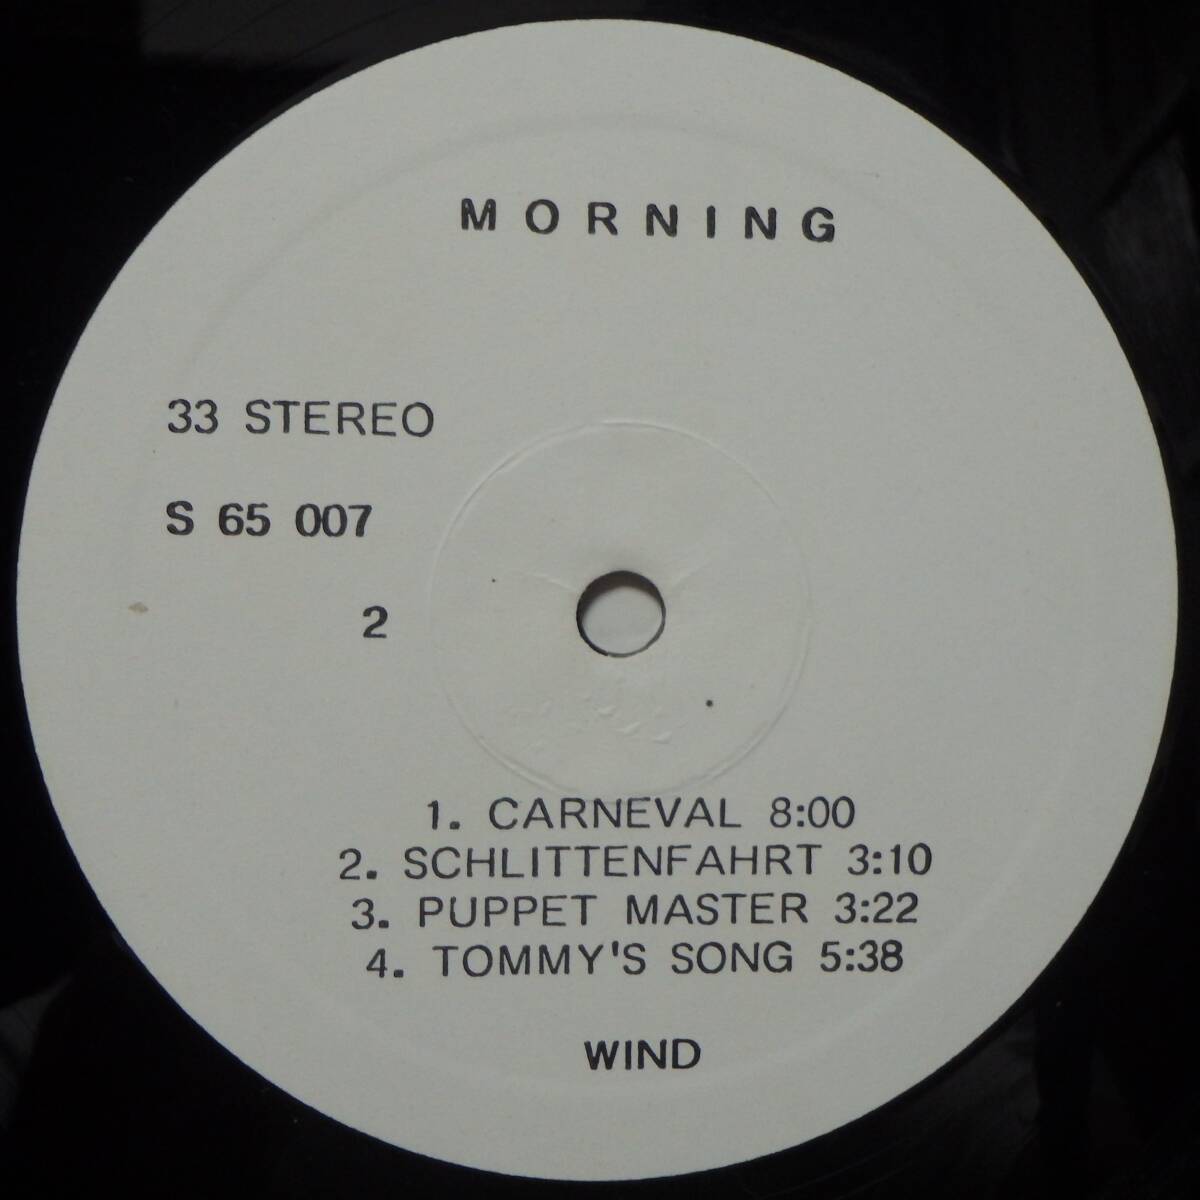 MORNING
33 STEREO
S 65 007
2
1. CARNEVAL 8:00
2. SCHLITTENFAHRT 3:10
3. PUPPET MASTER 3:22
4. TOMMY'S SONG 5:38
WIND